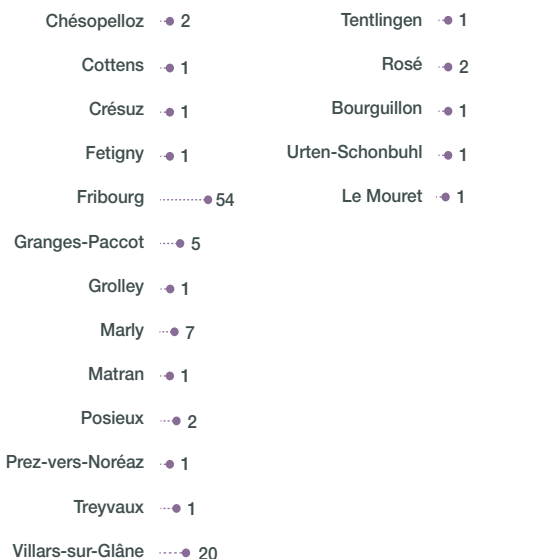 Chésopelloz 2
Cottens 1
Crésuz 1
Fetigny 1
Fribourg 54
Granges-Paccot 5
Grolley 1
Marly 7
Matran 1
Posieux 2
Prez-vers-Noréaz 1
Treyvaux 1
Villars-sur-Glâne 20
Tentlingen 1
Rosé 2
Bourguillon 1
Urten-Schonbuhl 1
Le Mouret 1